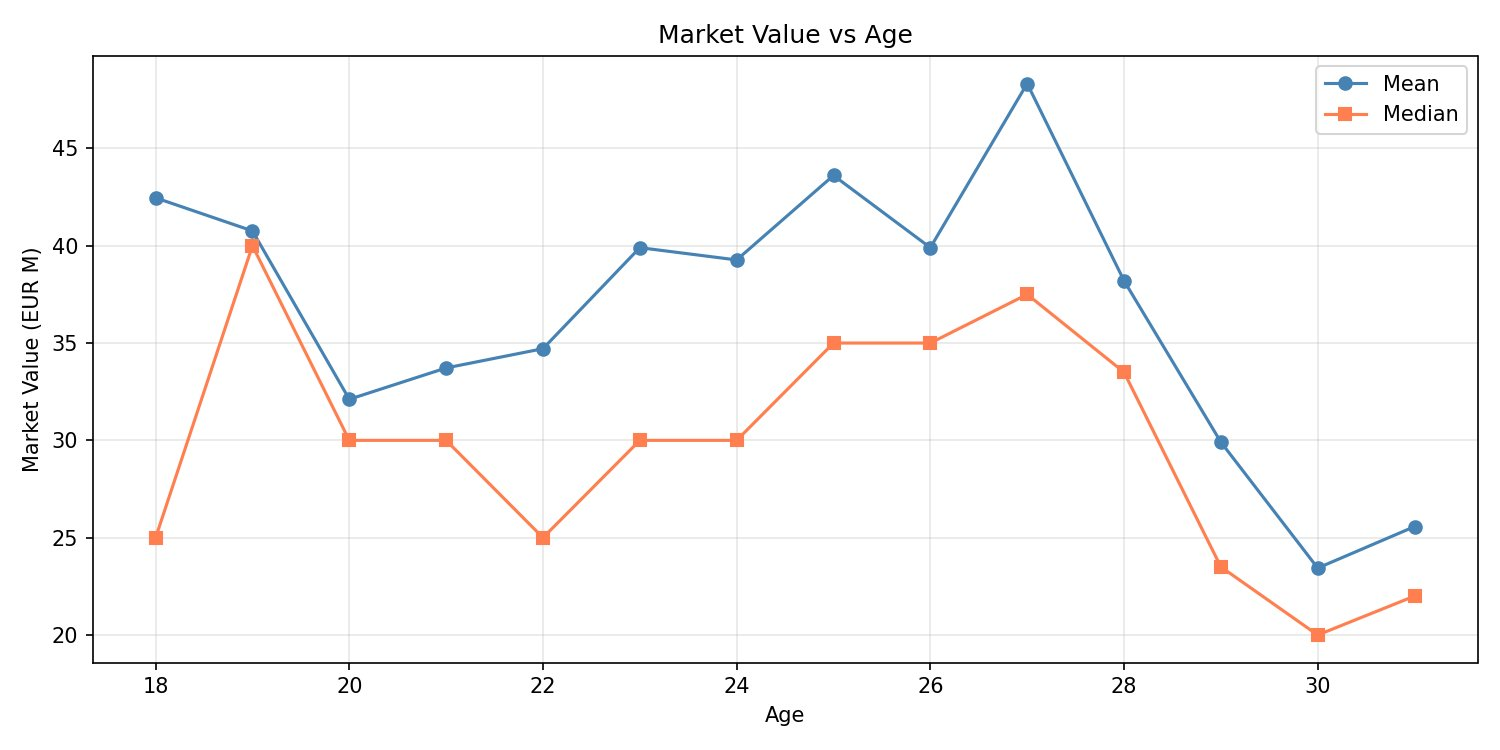 Market Value vs Age
Mean
Median
Market Value (EUR M)
45
40
35
30
25
20
18 20 22 24 26 28 30
Age